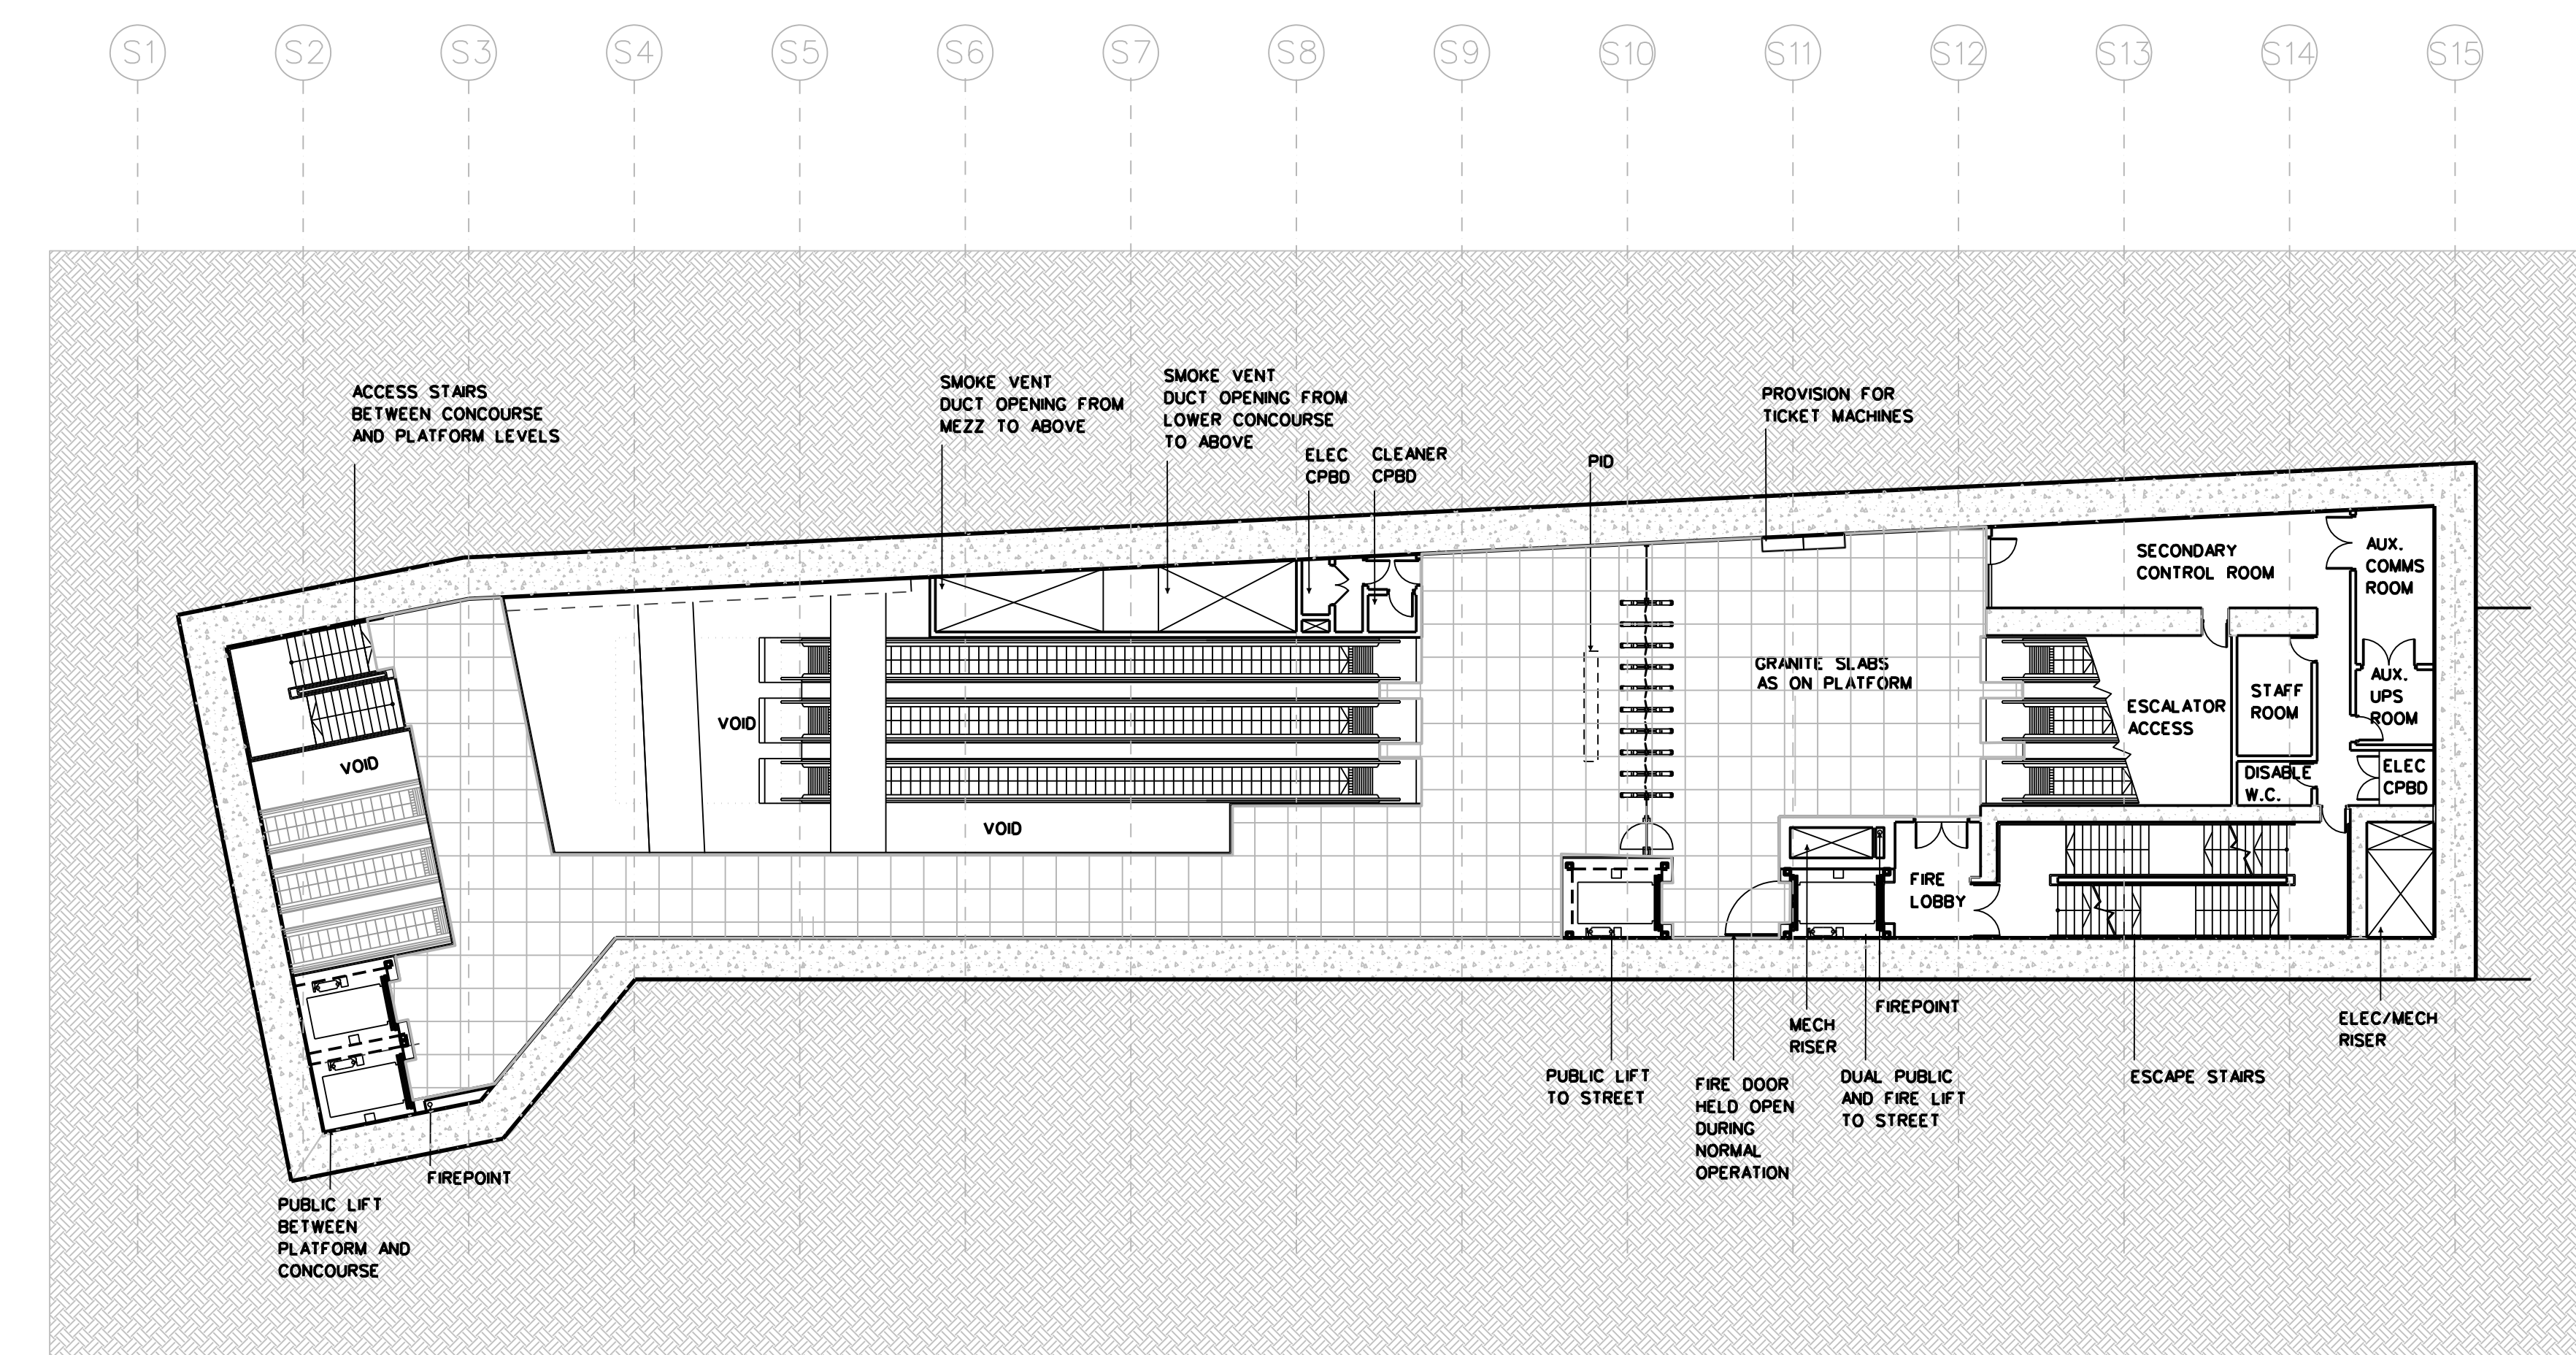 S1
S2
S3
S4
S5
S6
S7
S8
S9
S10
S11
S12
S13
S14
S15
ACCESS STAIRS
BETWEEN CONCOURSE
AND PLATFORM LEVELS
SMOKE VENT
DUCT OPENING FROM
MEZZ TO ABOVE
SMOKE VENT
DUCT OPENING FROM
LOWER CONCOURSE
TO ABOVE
ELEC
CPBD
CLEANER
CPBD
PID
PROVISION FOR
TICKET MACHINES
SECONDARY
CONTROL ROOM
AUX.
COMMS
ROOM
GRANITE SLABS
AS ON PLATFORM
ESCALATOR
ACCESS
STAFF
ROOM
AUX.
UPS
ROOM
VOID
VOID
VOID
DISABLE
W.C.
ELEC
CPBD
FIRE
LOBBY
FIREPOINT
MECH
RISER
ELEC/MECH
RISER
PUBLIC LIFT
TO STREET
FIRE DOOR
HELD OPEN
DURING
NORMAL
OPERATION
DUAL PUBLIC
AND FIRE LIFT
TO STREET
ESCAPE STAIRS
FIREPOINT
PUBLIC LIFT
BETWEEN
PLATFORM AND
CONCOURSE